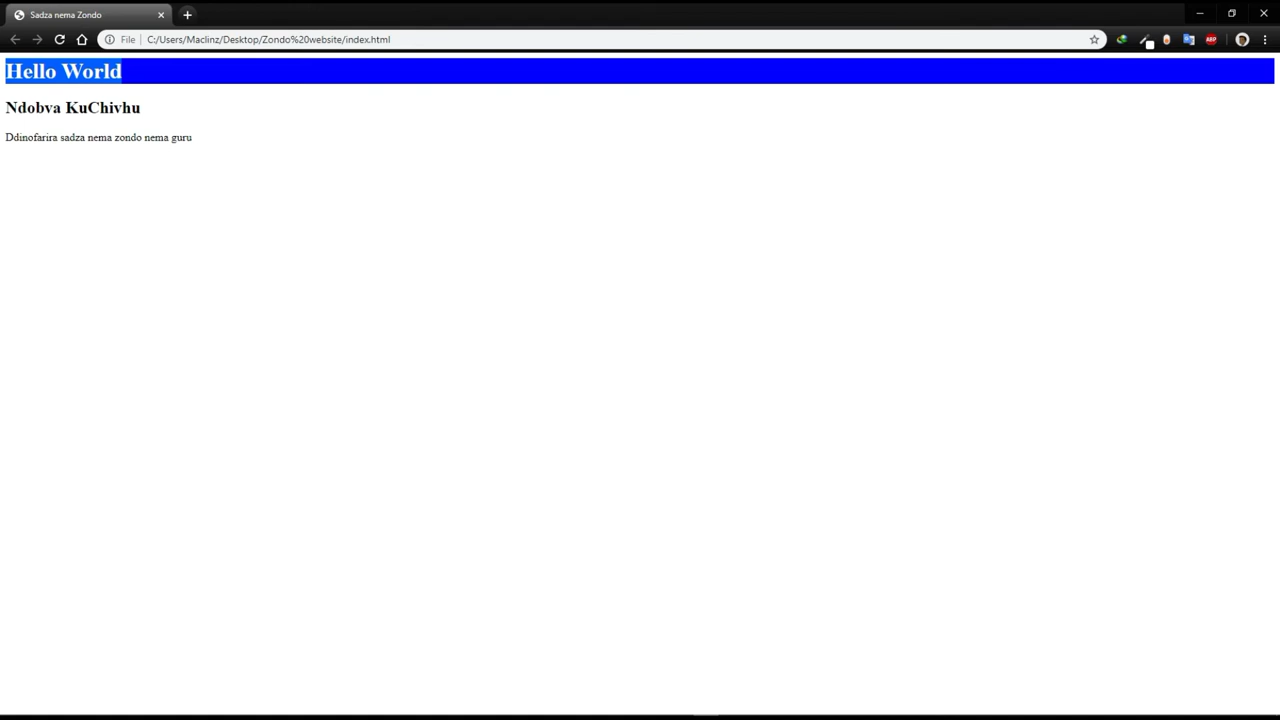 Sadza nema Zondo
File C:/Users/Maclinz/Desktop/Zondo%20website/index.html
ABP
Hello World
Ndobva KuChivhu
Ddinofarira sadza nema zondo nema guru